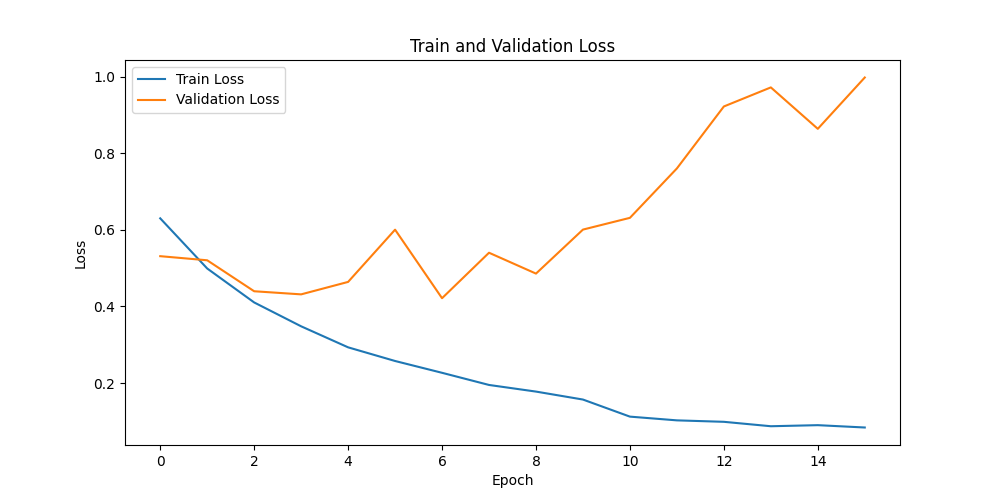 Train and Validation Loss
Train Loss
Validation Loss
1.0
0.8
0.6
0.4
0.2
Loss
0 2 4 6 8 10 12 14
Epoch